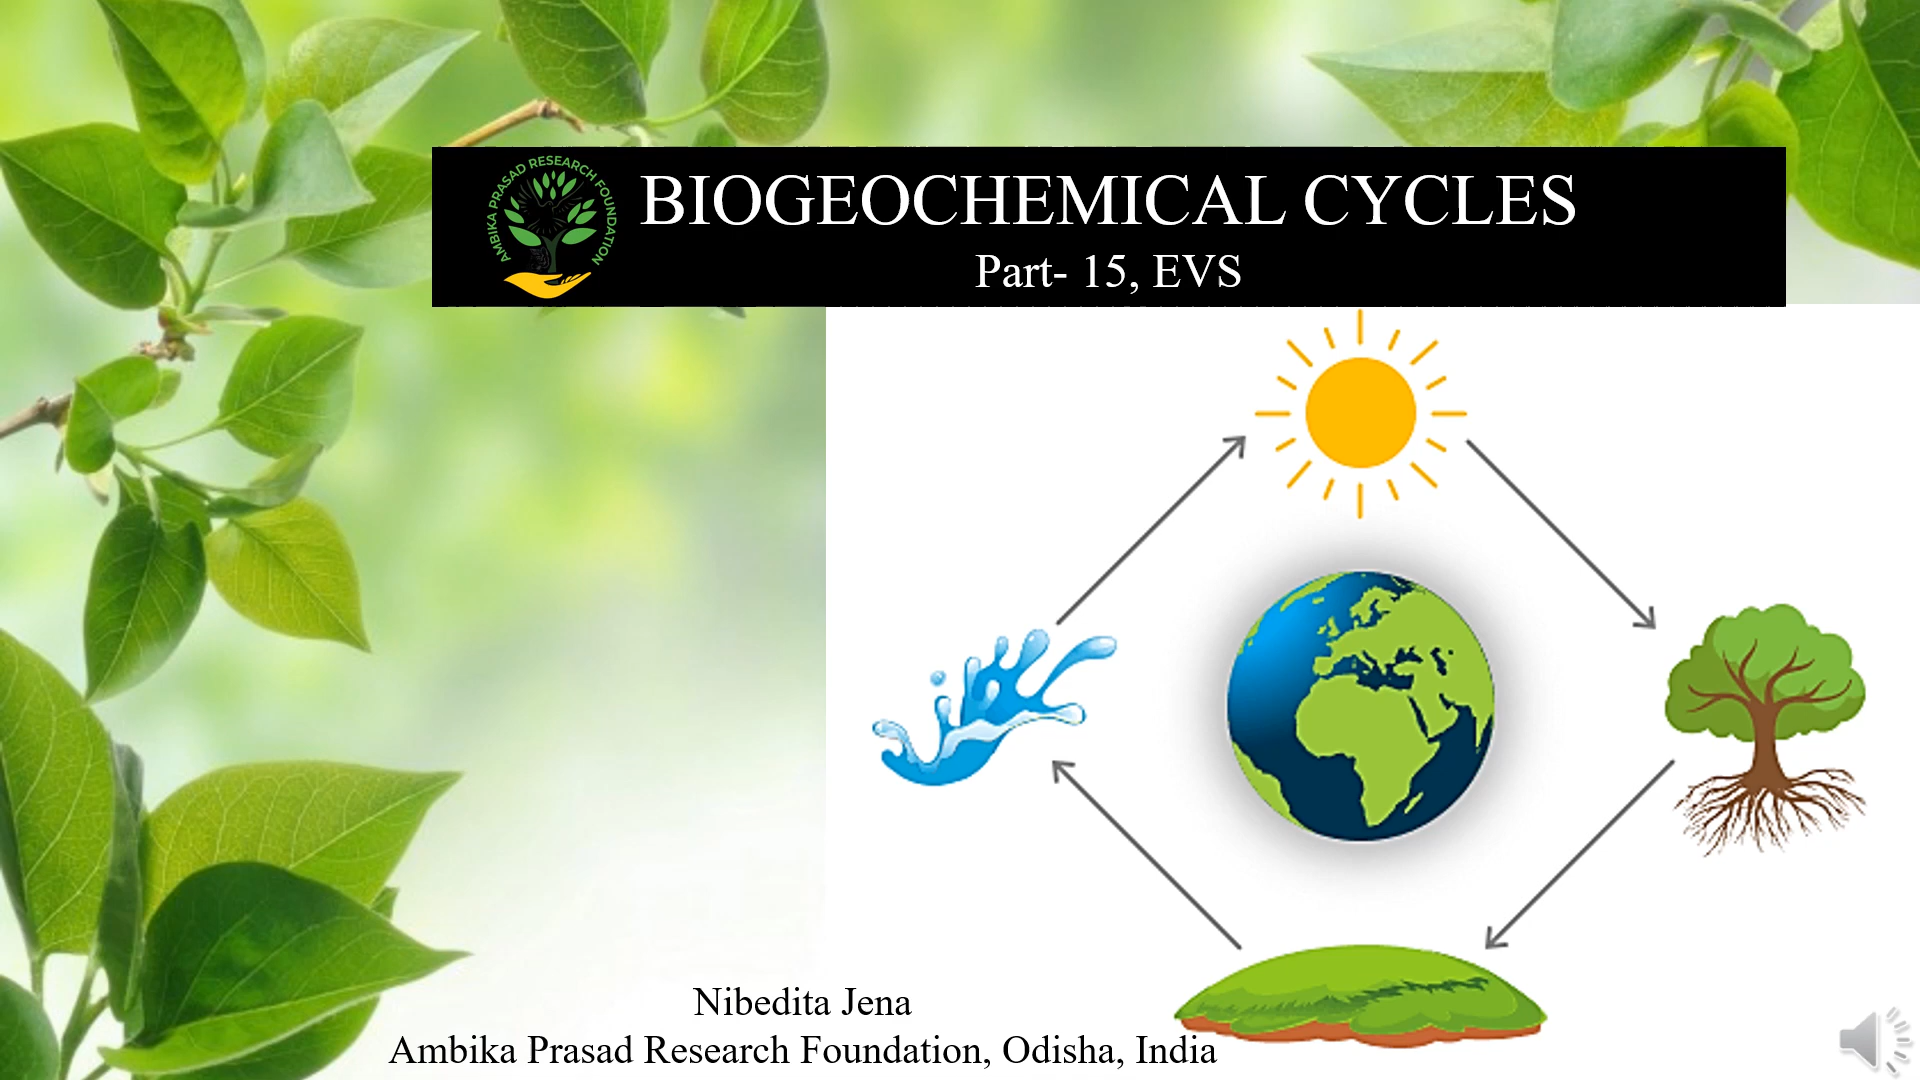 AMBIKA PRASAD RESEARCH FOUNDATION
BIOGEOCHEMICAL CYCLES
Part- 15, EVS
Nibedita Jena
Ambika Prasad Research Foundation, Odisha, India